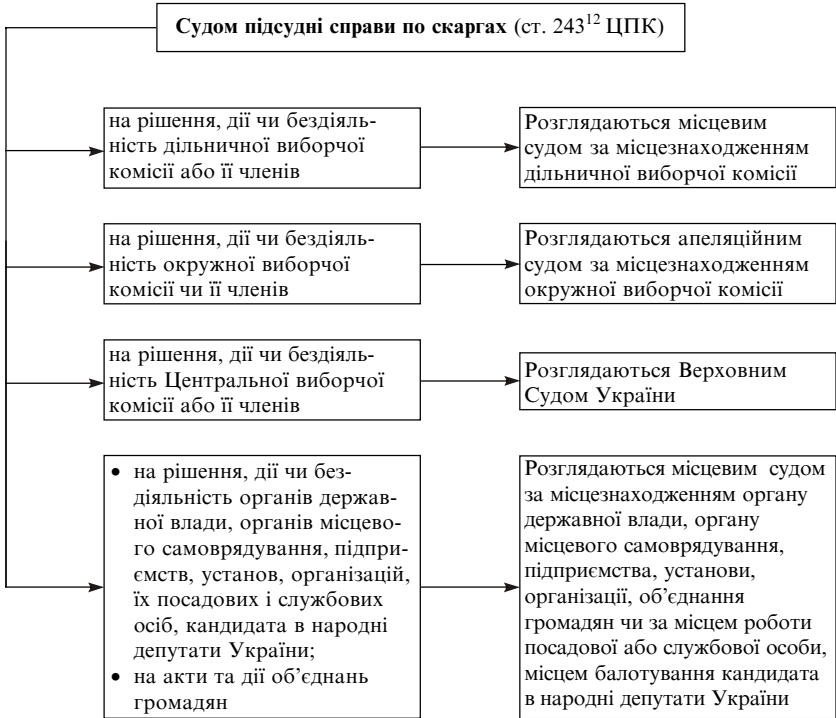 Судом підсудні справи по скаргах (ст. 243¹² ЦПК)
на рішення, дії чи бездіяль-
ність дільничної виборчої
комісії або її членів
Розглядаються місцевим
судом за місцезнаходженням
дільничної виборчої комісії
на рішення, дії чи бездіяль-
ність окружної виборчої
комісії чи її членів
Розглядаються апеляційним
судом за місцезнаходженням
окружної виборчої комісії
на рішення, дії чи бездіяль-
ність Центральної виборчої
комісії або її членів
Розглядаються Верховним
Судом України
• на рішення, дії чи без-
діяльність органів держав-
ної влади, органів місцево-
го самоврядування, підпри-
ємств, установ, організацій,
їх посадових і службових
осіб, кандидата в народні
депутати України;
• на акти та дії об’єднань
громадян
Розглядаються місцевим судом
за місцезнаходженням органу
державної влади, органу
місцевого самоврядування,
підприємства, установи,
організації, об’єднання
громадян чи за місцем роботи
посадової або службової особи,
місцем балотування кандидата
в народні депутати України